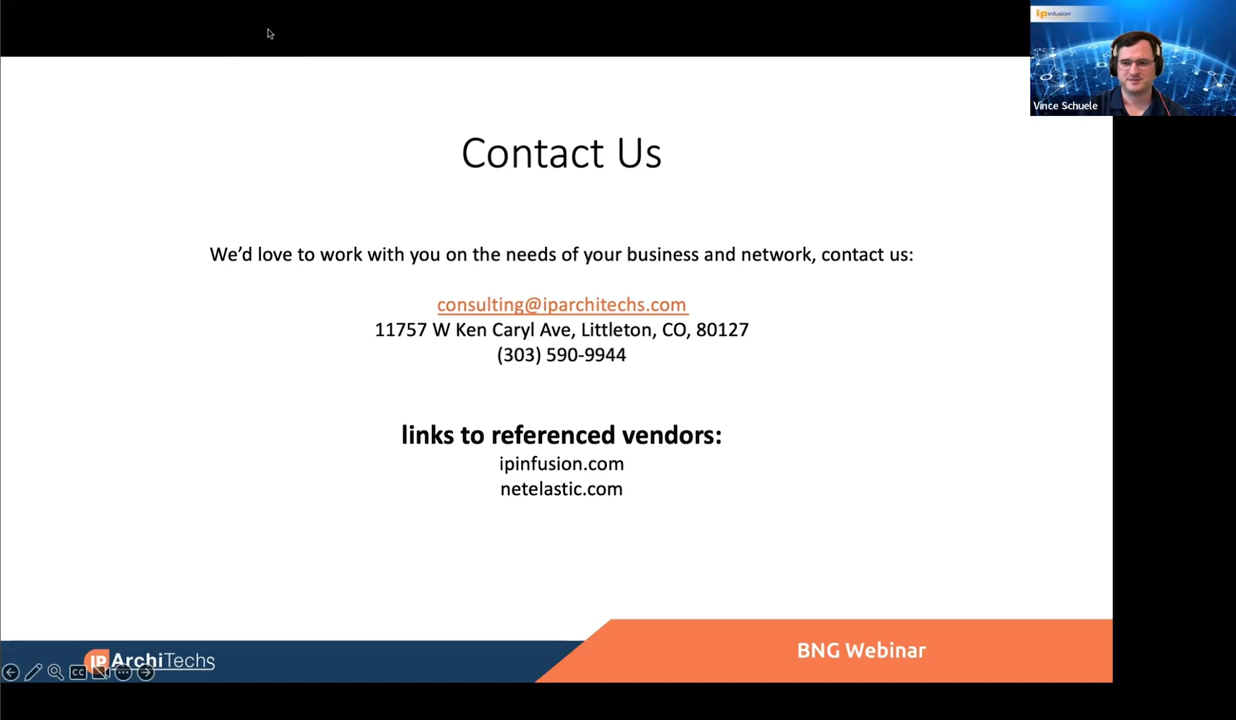 ipinfusion
Vince Schuele
Contact Us
We’d love to work with you on the needs of your business and network, contact us:
consulting@iparchitechs.com
11757 W Ken Caryl Ave, Littleton, CO, 80127
(303) 590-9944
links to referenced vendors:
ipinfusion.com
netelastic.com
IP ArchiTechs
CC
BNG Webinar